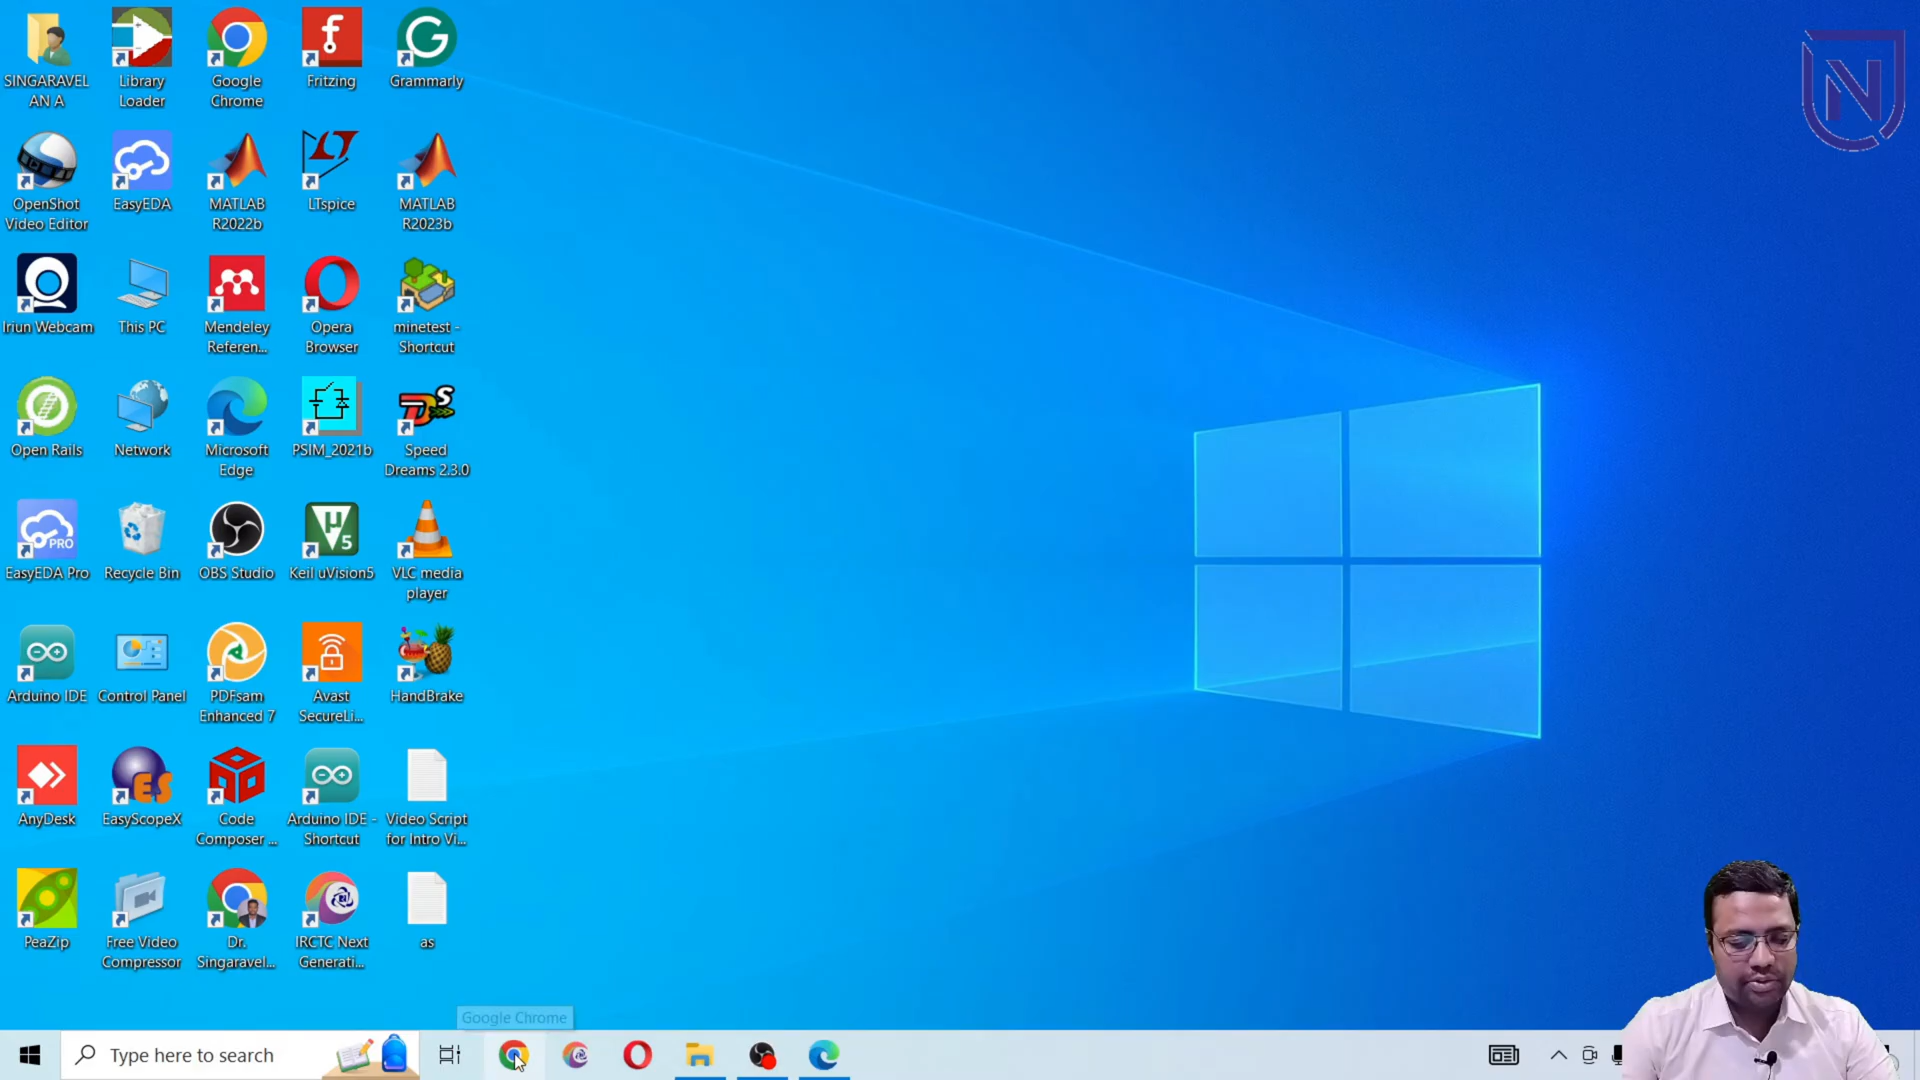 SINGARAVEL
AN A
Library
Loader
Google
Chrome
Fritzing
Grammarly
OpenShot
Video Editor
EasyEDA
MATLAB
R2022b
LTspice
MATLAB
R2023b
Iriun Webcam
This PC
Mendeley
Referen...
Opera
Browser
minetest -
Shortcut
Open Rails
Network
Microsoft
Edge
PSIM_2021b
Speed
Dreams 2.3.0
EasyEDA Pro
Recycle Bin
OBS Studio
Keil uVision5
VLC media
player
Arduino IDE
Control Panel
PDFsam
Enhanced 7
Avast
SecureLi...
HandBrake
AnyDesk
EasyScopeX
Code
Composer ...
Arduino IDE -
Shortcut
Video Script
for Intro Vi...
PeaZip
Free Video
Compressor
Dr.
Singaravel...
IRCTC Next
Generati...
as
Google Chrome
Type here to search